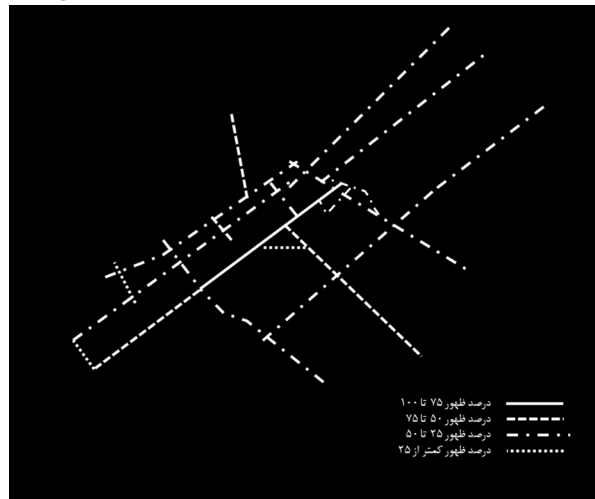 درصد ظهور ۷۵ تا ۱۰۰
درصد ظهور ۵۰ تا ۷۵
درصد ظهور ۲۵ تا ۵۰
درصد ظهور کمتر از ۲۵